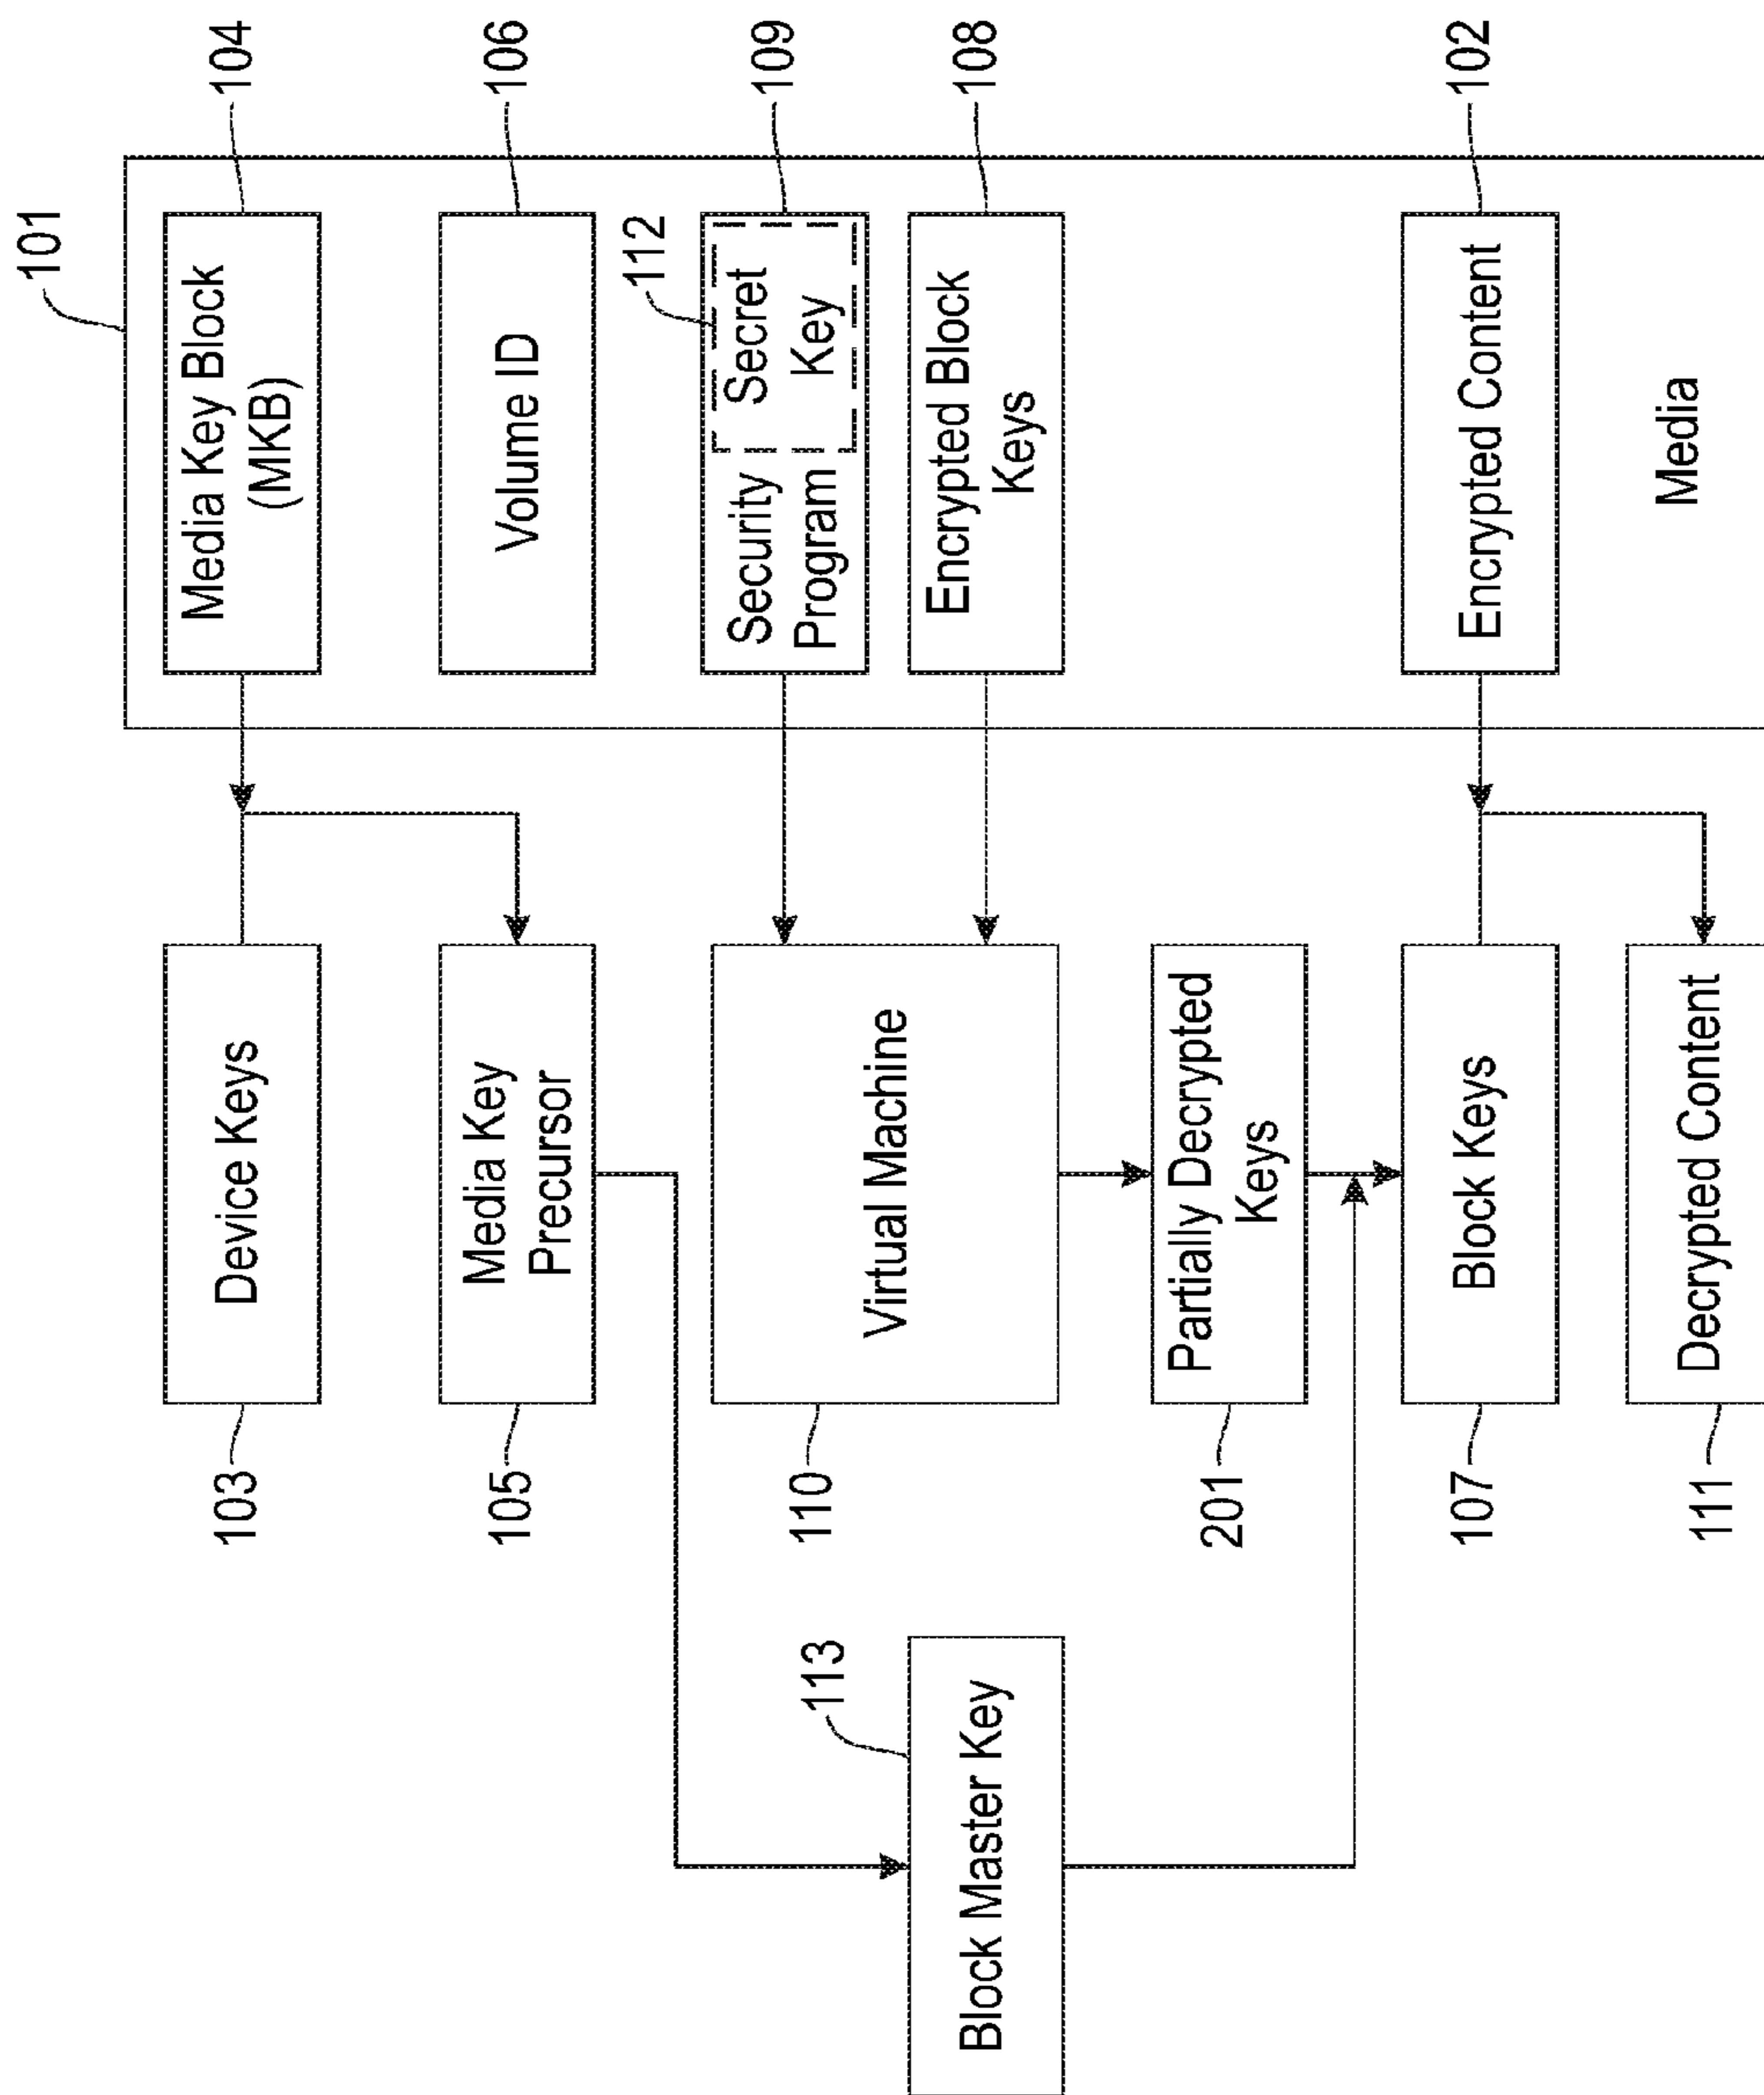 101
103
Device Keys
Media Key Block
(MKB)
104
105
Media Key
Precursor
Volume ID
106
112
Security
Program
Secret
Key
109
113
110
Virtual Machine
Encrypted Block
Keys
108
Block Master Key
201
Partially Decrypted
Keys
107
Block Keys
Encrypted Content
102
111
Decrypted Content
Media